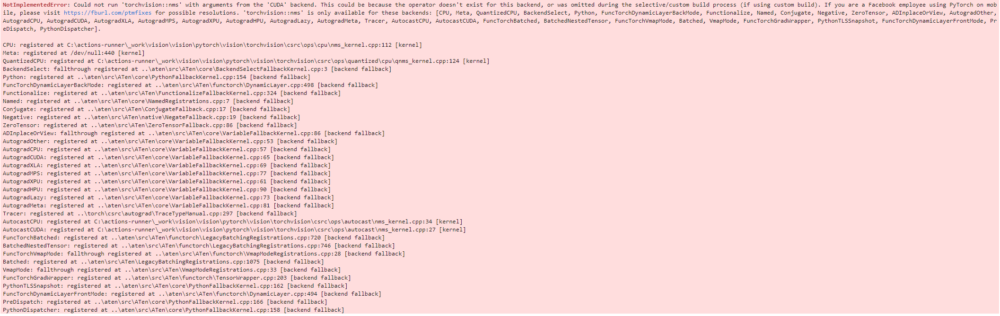 NotImplementedError: Could not run 'torchvision::nms' with arguments from the 'CUDA' backend. This could be because the operator doesn't exist for this backend, or was omitted during the selective/custom build process (if using custom build). If you are a Facebook employee using PyTorch on mob
ile, please visit https://fburl.com/ptmfixes for possible resolutions. 'torchvision::nms' is only available for these backends: [CPU, Meta, QuantizedCPU, BackendSelect, Python, FuncTorchDynamicLayerBackMode, Functionalize, Named, Conjugate, Negative, ZeroTensor, ADInplaceOrView, AutogradOther,
AutogradCPU, AutogradCUDA, AutogradXLA, AutogradMPS, AutogradXPU, AutogradHPU, AutogradLazy, AutogradMeta, Tracer, AutocastCPU, AutocastCUDA, FuncTorchBatched, BatchedNestedTensor, FuncTorchVmapMode, Batched, VmapMode, FuncTorchGradWrapper, PythonTLSSnapshot, FuncTorchDynamicLayerFrontMode, Pr
eDispatch, PythonDispatcher].
CPU: registered at C:\actions-runner\_work\vision\vision\pytorch\vision\torchvision\csrc\ops\cpu\nms_kernel.cpp:112 [kernel]
Meta: registered at /dev/null:440 [kernel]
QuantizedCPU: registered at C:\actions-runner\_work\vision\vision\pytorch\vision\torchvision\csrc\ops\quantized\cpu\qnms_kernel.cpp:124 [kernel]
BackendSelect: fallthrough registered at ..\aten\src\ATen\core\BackendSelectFallbackKernel.cpp:3 [backend fallback]
Python: registered at ..\aten\src\ATen\core\PythonFallbackKernel.cpp:154 [backend fallback]
FuncTorchDynamicLayerBackMode: registered at ..\aten\src\ATen\functorch\DynamicLayer.cpp:498 [backend fallback]
Functionalize: registered at ..\aten\src\ATen\FunctionalizeFallbackKernel.cpp:324 [backend fallback]
Named: registered at ..\aten\src\ATen\core\NamedRegistrations.cpp:7 [backend fallback]
Conjugate: registered at ..\aten\src\ATen\ConjugateFallback.cpp:17 [backend fallback]
Negative: registered at ..\aten\src\ATen\native\NegateFallback.cpp:19 [backend fallback]
ZeroTensor: registered at ..\aten\src\ATen\ZeroTensorFallback.cpp:86 [backend fallback]
ADInplaceOrView: fallthrough registered at ..\aten\src\ATen\core\VariableFallbackKernel.cpp:86 [backend fallback]
AutogradOther: registered at ..\aten\src\ATen\core\VariableFallbackKernel.cpp:53 [backend fallback]
AutogradCPU: registered at ..\aten\src\ATen\core\VariableFallbackKernel.cpp:57 [backend fallback]
AutogradCUDA: registered at ..\aten\src\ATen\core\VariableFallbackKernel.cpp:65 [backend fallback]
AutogradXLA: registered at ..\aten\src\ATen\core\VariableFallbackKernel.cpp:69 [backend fallback]
AutogradMPS: registered at ..\aten\src\ATen\core\VariableFallbackKernel.cpp:77 [backend fallback]
AutogradXPU: registered at ..\aten\src\ATen\core\VariableFallbackKernel.cpp:61 [backend fallback]
AutogradHPU: registered at ..\aten\src\ATen\core\VariableFallbackKernel.cpp:90 [backend fallback]
AutogradLazy: registered at ..\aten\src\ATen\core\VariableFallbackKernel.cpp:73 [backend fallback]
AutogradMeta: registered at ..\aten\src\ATen\core\VariableFallbackKernel.cpp:81 [backend fallback]
Tracer: registered at ..\torch\csrc\autograd\TraceTypeManual.cpp:297 [backend fallback]
AutocastCPU: registered at C:\actions-runner\_work\vision\vision\pytorch\vision\torchvision\csrc\ops\autocast\nms_kernel.cpp:34 [kernel]
AutocastCUDA: registered at C:\actions-runner\_work\vision\vision\pytorch\vision\torchvision\csrc\ops\autocast\nms_kernel.cpp:27 [kernel]
FuncTorchBatched: registered at ..\aten\src\ATen\functorch\LegacyBatchingRegistrations.cpp:720 [backend fallback]
BatchedNestedTensor: registered at ..\aten\src\ATen\functorch\LegacyBatchingRegistrations.cpp:746 [backend fallback]
FuncTorchVmapMode: fallthrough registered at ..\aten\src\ATen\functorch\VmapModeRegistrations.cpp:28 [backend fallback]
Batched: registered at ..\aten\src\ATen\LegacyBatchingRegistrations.cpp:1075 [backend fallback]
VmapMode: fallthrough registered at ..\aten\src\ATen\VmapModeRegistrations.cpp:33 [backend fallback]
FuncTorchGradWrapper: registered at ..\aten\src\ATen\functorch\TensorWrapper.cpp:203 [backend fallback]
PythonTLSSnapshot: registered at ..\aten\src\ATen\core\PythonFallbackKernel.cpp:162 [backend fallback]
FuncTorchDynamicLayerFrontMode: registered at ..\aten\src\ATen\functorch\DynamicLayer.cpp:494 [backend fallback]
PreDispatch: registered at ..\aten\src\ATen\core\PythonFallbackKernel.cpp:166 [backend fallback]
PythonDispatcher: registered at ..\aten\src\ATen\core\PythonFallbackKernel.cpp:158 [backend fallback]